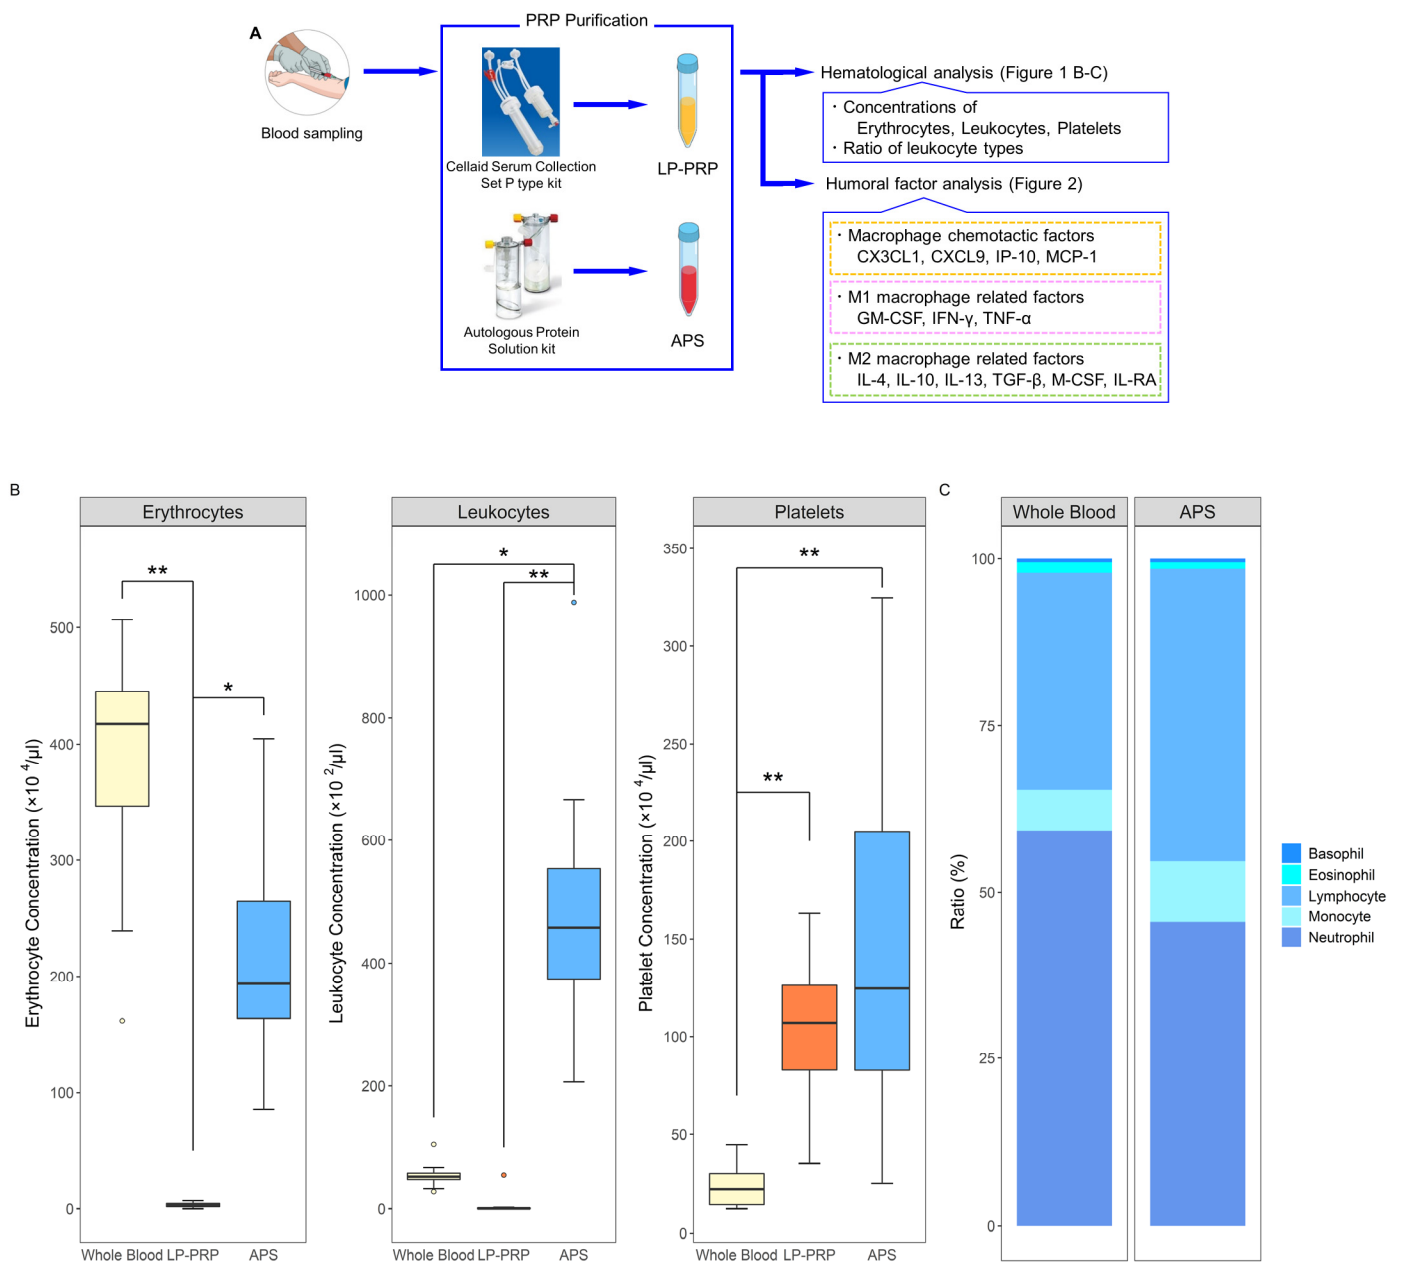 A
PRP Purification
Blood sampling
Cellaid Serum Collection
Set P type kit
LP-PRP
Autologous Protein
Solution kit
APS
Hematological analysis (Figure 1 B-C)
・Concentrations of
Erythrocytes, Leukocytes, Platelets
・Ratio of leukocyte types
Humoral factor analysis (Figure 2)
・Macrophage chemotactic factors
CX3CL1, CXCL9, IP-10, MCP-1
・M1 macrophage related factors
GM-CSF, IFN-γ, TNF-α
・M2 macrophage related factors
IL-4, IL-10, IL-13, TGF-β, M-CSF, IL-RA
B
Erythrocytes
Erythrocyte Concentration (×10 4/μl)
500
400
300
200
100
0
**
*
Whole Blood LP-PRP APS
Leukocytes
Leukocyte Concentration (×10 2/μl)
1000
800
600
400
200
0
*
**
Whole Blood LP-PRP APS
Platelets
Platelet Concentration (×10 4/μl)
350
300
250
200
150
100
50
0
**
**
Whole Blood LP-PRP APS
C
Whole Blood APS
Ratio (%)
100
75
50
25
0
Basophil
Eosinophil
Lymphocyte
Monocyte
Neutrophil